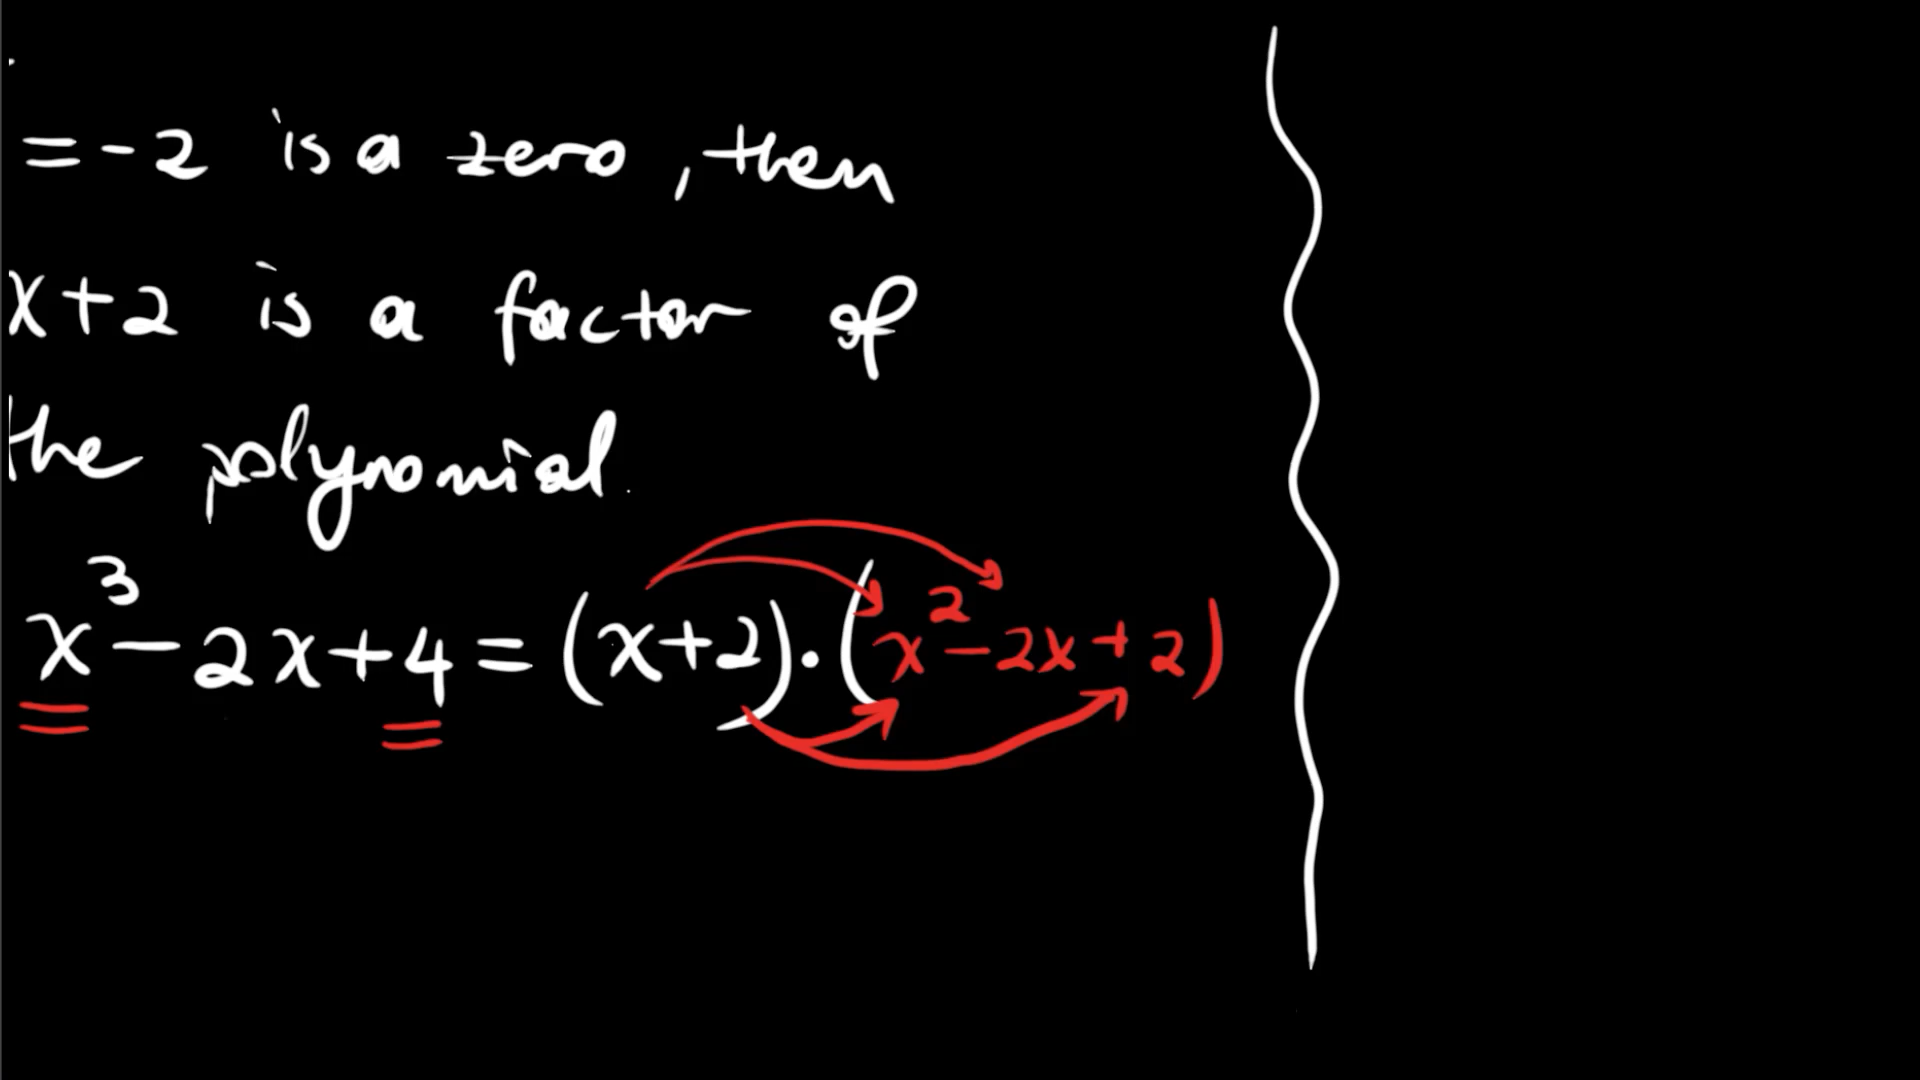 = -2 is a zero, then
x+2 is a factor of
the polynomial.
x³ - 2x + 4 = (x+2)·(x² - 2x + 2)